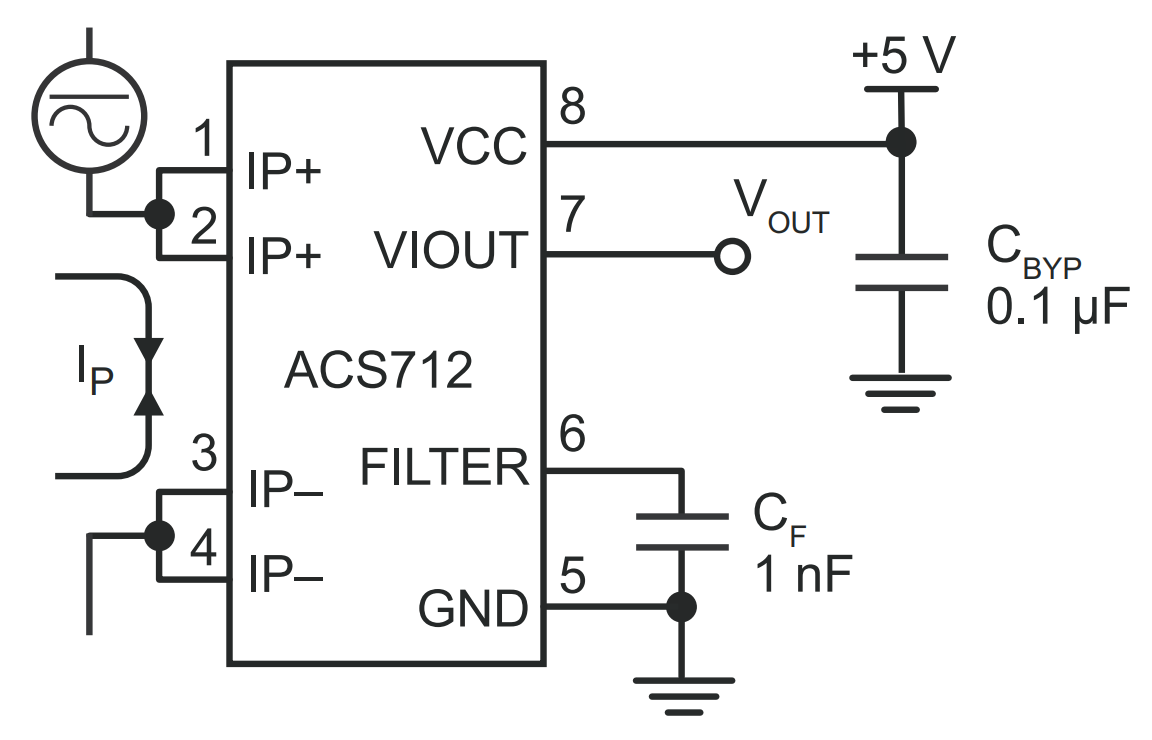 +5 V
1
IP+
2
IP+
IP
3
IP–
4
IP–
ACS712
VCC
8
VIOUT
7
VOUT
FILTER
6
GND
5
CBYP
0.1 µF
CF
1 nF